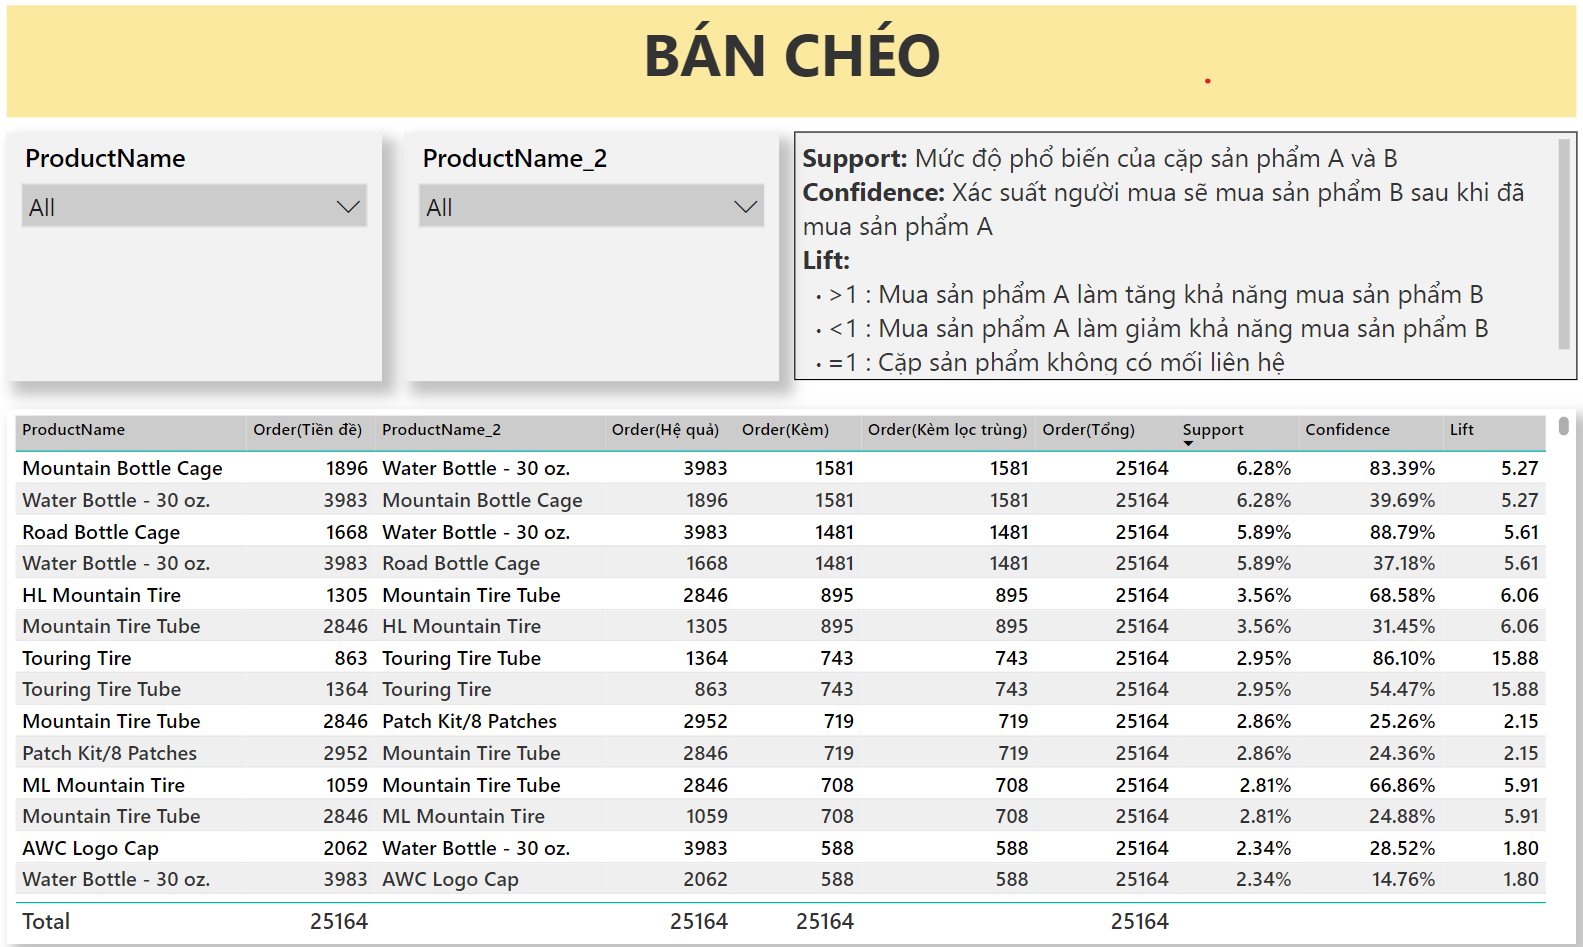 BÁN CHÉO
ProductName
All
ProductName_2
All
Support: Mức độ phổ biến của cặp sản phẩm A và B
Confidence: Xác suất người mua sẽ mua sản phẩm B sau khi đã
mua sản phẩm A
Lift:
• >1 : Mua sản phẩm A làm tăng khả năng mua sản phẩm B
• <1 : Mua sản phẩm A làm giảm khả năng mua sản phẩm B
• =1 : Cặp sản phẩm không có mối liên hệ
ProductName Order(Tiền đề) ProductName_2 Order(Hệ quả) Order(Kèm) Order(Kèm lọc trùng) Order(Tổng) Support Confidence Lift
Mountain Bottle Cage 1896 Water Bottle - 30 oz. 3983 1581 1581 25164 6.28% 83.39% 5.27
Water Bottle - 30 oz. 3983 Mountain Bottle Cage 1896 1581 1581 25164 6.28% 39.69% 5.27
Road Bottle Cage 1668 Water Bottle - 30 oz. 3983 1481 1481 25164 5.89% 88.79% 5.61
Water Bottle - 30 oz. 3983 Road Bottle Cage 1668 1481 1481 25164 5.89% 37.18% 5.61
HL Mountain Tire 1305 Mountain Tire Tube 2846 895 895 25164 3.56% 68.58% 6.06
Mountain Tire Tube 2846 HL Mountain Tire 1305 895 895 25164 3.56% 31.45% 6.06
Touring Tire 863 Touring Tire Tube 1364 743 743 25164 2.95% 86.10% 15.88
Touring Tire Tube 1364 Touring Tire 863 743 743 25164 2.95% 54.47% 15.88
Mountain Tire Tube 2846 Patch Kit/8 Patches 2952 719 719 25164 2.86% 25.26% 2.15
Patch Kit/8 Patches 2952 Mountain Tire Tube 2846 719 719 25164 2.86% 24.36% 2.15
ML Mountain Tire 1059 Mountain Tire Tube 2846 708 708 25164 2.81% 66.86% 5.91
Mountain Tire Tube 2846 ML Mountain Tire 1059 708 708 25164 2.81% 24.88% 5.91
AWC Logo Cap 2062 Water Bottle - 30 oz. 3983 588 588 25164 2.34% 28.52% 1.80
Water Bottle - 30 oz. 3983 AWC Logo Cap 2062 588 588 25164 2.34% 14.76% 1.80
Total 25164 25164 25164 25164